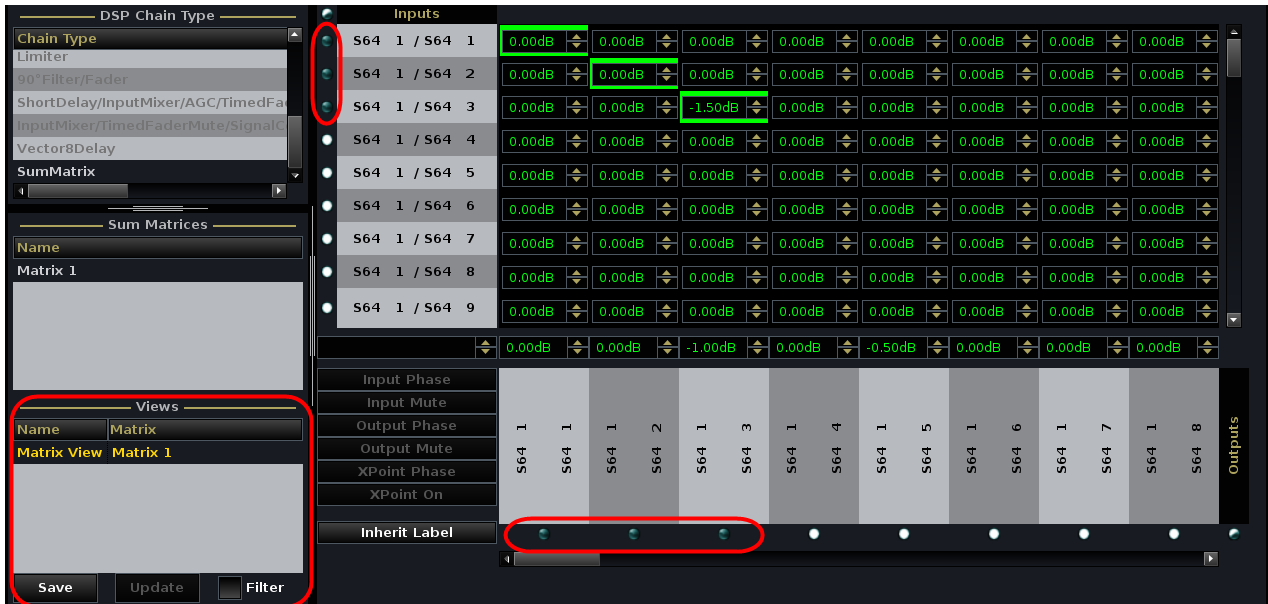 DSP Chain Type
Chain Type
Limiter
90°Filter/Fader
ShortDelay/InputMixer/AGC/TimedFa
InputMixer/TimedFaderMute/SignalC
Vector8Delay
SumMatrix
Sum Matrices
Name
Matrix 1
Views
Name Matrix
Matrix View Matrix 1
Save Update Filter
Inputs
S64 1 / S64 1 0.00dB 0.00dB 0.00dB 0.00dB 0.00dB 0.00dB 0.00dB 0.00dB
S64 1 / S64 2 0.00dB 0.00dB 0.00dB 0.00dB 0.00dB 0.00dB 0.00dB 0.00dB
S64 1 / S64 3 0.00dB 0.00dB -1.50dB 0.00dB 0.00dB 0.00dB 0.00dB 0.00dB
S64 1 / S64 4 0.00dB 0.00dB 0.00dB 0.00dB 0.00dB 0.00dB 0.00dB 0.00dB
S64 1 / S64 5 0.00dB 0.00dB 0.00dB 0.00dB 0.00dB 0.00dB 0.00dB 0.00dB
S64 1 / S64 6 0.00dB 0.00dB 0.00dB 0.00dB 0.00dB 0.00dB 0.00dB 0.00dB
S64 1 / S64 7 0.00dB 0.00dB 0.00dB 0.00dB 0.00dB 0.00dB 0.00dB 0.00dB
S64 1 / S64 8 0.00dB 0.00dB 0.00dB 0.00dB 0.00dB 0.00dB 0.00dB 0.00dB
S64 1 / S64 9 0.00dB 0.00dB 0.00dB 0.00dB 0.00dB 0.00dB 0.00dB 0.00dB
0.00dB 0.00dB -1.00dB 0.00dB -0.50dB 0.00dB 0.00dB 0.00dB
Input Phase
Input Mute
Output Phase
Output Mute
XPoint Phase
XPoint On
Inherit Label
S64 1
S64 1
S64 1
S64 2
S64 1
S64 3
S64 1
S64 4
S64 1
S64 5
S64 1
S64 6
S64 1
S64 7
S64 1
S64 8
Outputs